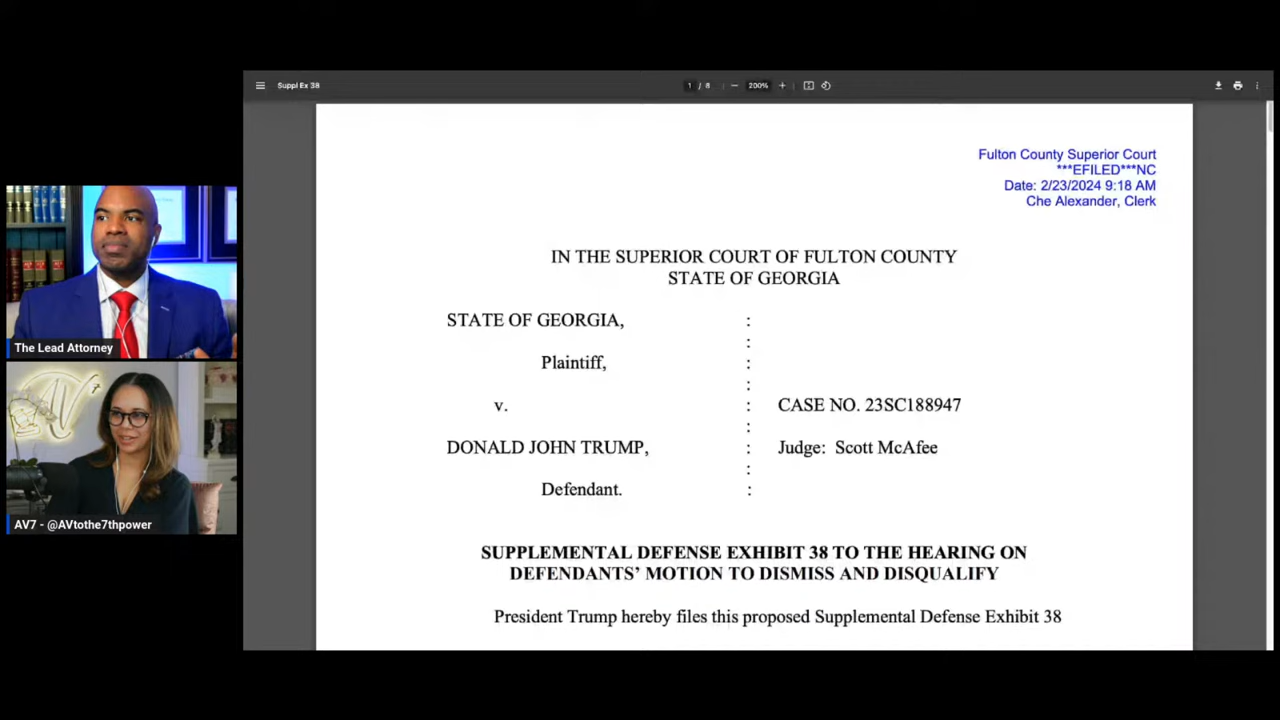 Suppl Ex 38
1 / 8
200%
Fulton County Superior Court
***EFILED***NC
Date: 2/23/2024 9:18 AM
Che Alexander, Clerk
IN THE SUPERIOR COURT OF FULTON COUNTY
STATE OF GEORGIA
STATE OF GEORGIA, :
:
Plaintiff, :
:
v. : CASE NO. 23SC188947
:
DONALD JOHN TRUMP, : Judge: Scott McAfee
:
Defendant. :
SUPPLEMENTAL DEFENSE EXHIBIT 38 TO THE HEARING ON
DEFENDANTS' MOTION TO DISMISS AND DISQUALIFY
President Trump hereby files this proposed Supplemental Defense Exhibit 38
The Lead Attorney
AV7
AV7 - @AVtothe7thpower